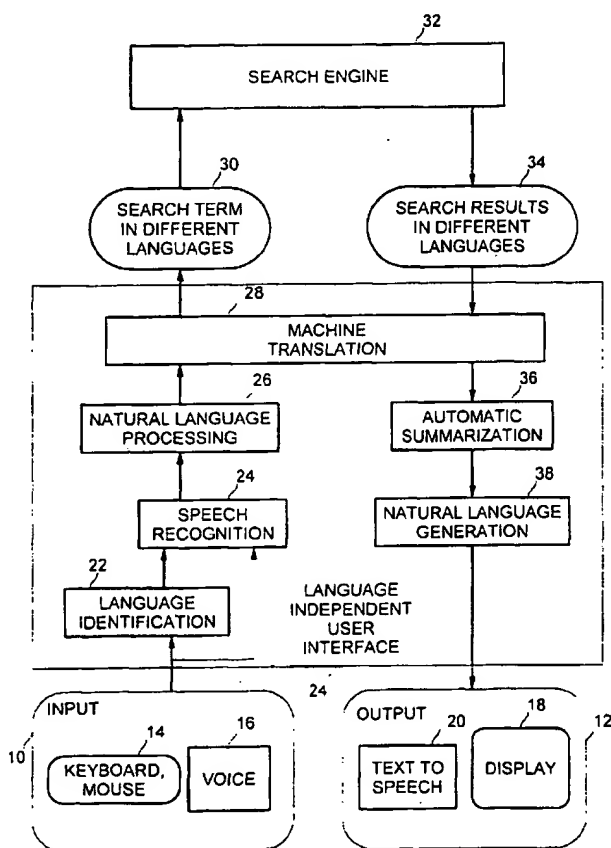 32
SEARCH ENGINE
30
SEARCH TERM
IN DIFFERENT
LANGUAGES
34
SEARCH RESULTS
IN DIFFERENT
LANGUAGES
28
MACHINE
TRANSLATION
26
NATURAL LANGUAGE
PROCESSING
36
AUTOMATIC
SUMMARIZATION
24
SPEECH
RECOGNITION
38
NATURAL LANGUAGE
GENERATION
22
LANGUAGE
IDENTIFICATION
LANGUAGE
INDEPENDENT
USER
INTERFACE
24
INPUT
10
14
KEYBOARD,
MOUSE
16
VOICE
OUTPUT
20
TEXT TO
SPEECH
18
DISPLAY
12